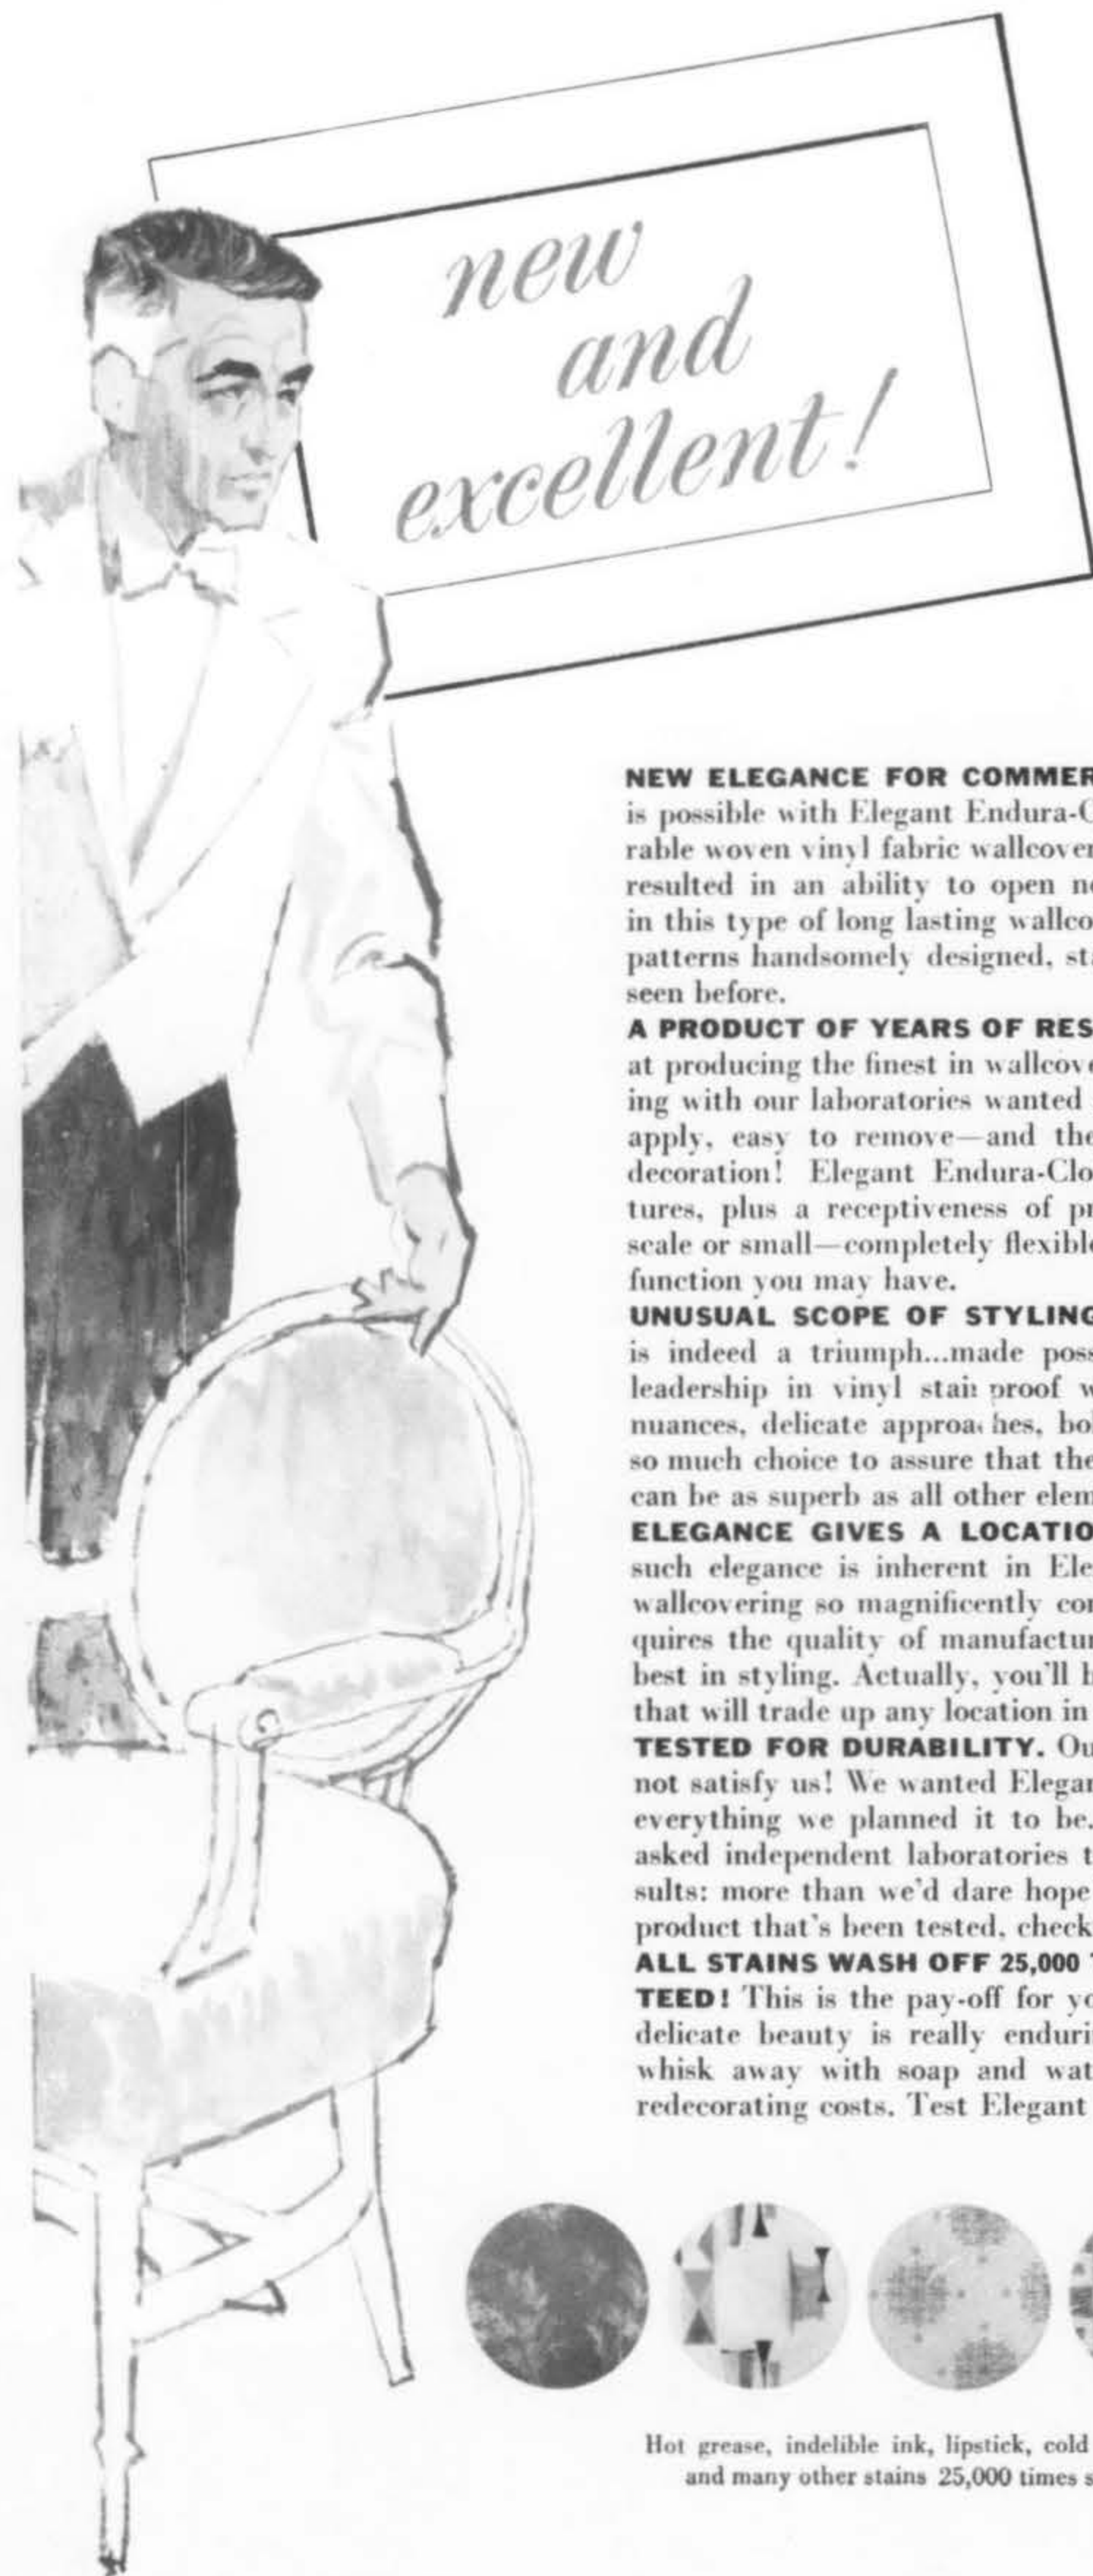 new
and
excellent!
NEW ELEGANCE FOR COMMER
is possible with Elegant Endura-C
rable woven vinyl fabric wallcover
resulted in an ability to open ne
in this type of long lasting wallco
patterns handsomely designed, sta
seen before.
A PRODUCT OF YEARS OF RES
at producing the finest in wallcove
ing with our laboratories wanted
apply, easy to remove—and the
decoration! Elegant Endura-Clo
tures, plus a receptiveness of pr
scale or small—completely flexible
function you may have.
UNUSUAL SCOPE OF STYLING
is indeed a triumph...made poss
leadership in vinyl stain proof w
nuances, delicate approaches, bol
so much choice to assure that the
can be as superb as all other elem
ELEGANCE GIVES A LOCATIO
such elegance is inherent in Ele
wallcovering so magnificently cor
quires the quality of manufactur
best in styling. Actually, you'll h
that will trade up any location in
TESTED FOR DURABILITY. Ou
not satisfy us! We wanted Elegan
everything we planned it to be.
asked independent laboratories t
sults: more than we'd dare hope
product that's been tested, check
ALL STAINS WASH OFF 25,000 T
TEED! This is the pay-off for yo
delicate beauty is really enduri
whisk away with soap and wat
redecorating costs. Test Elegant
Hot grease, indelible ink, lipstick, cold
and many other stains 25,000 times s